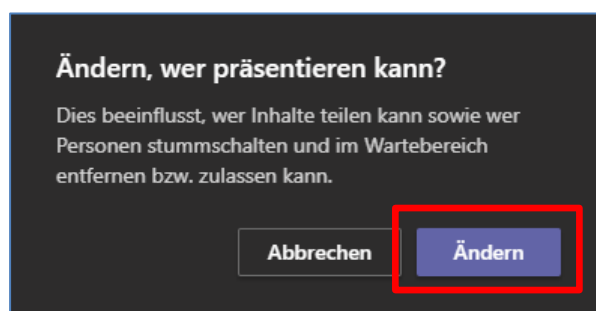 Ändern, wer präsentieren kann?
Dies beeinflusst, wer Inhalte teilen kann sowie wer
Personen stummschalten und im Wartebereich
entfernen bzw. zulassen kann.
Abbrechen Ändern